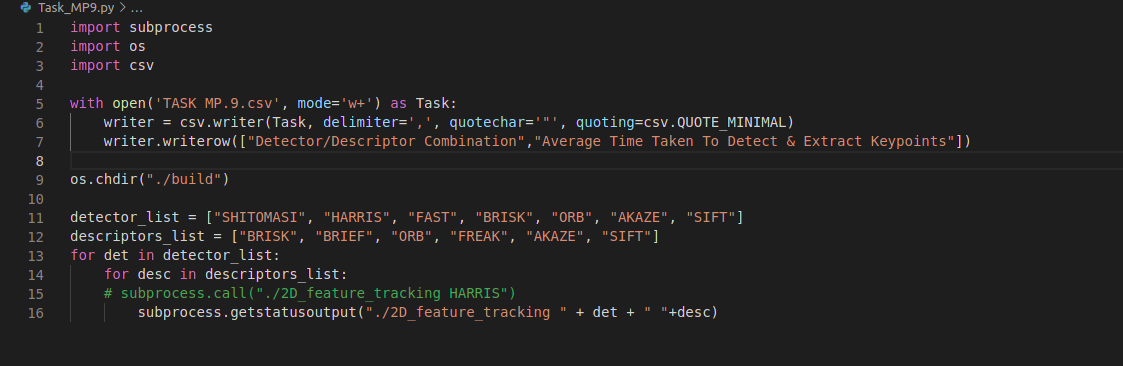 Task_MP9.py > ...
1 import subprocess
2 import os
3 import csv
4
5 with open('TASK MP.9.csv', mode='w+') as Task:
6     writer = csv.writer(Task, delimiter=',', quotechar='"', quoting=csv.QUOTE_MINIMAL)
7     writer.writerow(["Detector/Descriptor Combination","Average Time Taken To Detect & Extract Keypoints"])
8
9 os.chdir("./build")
10
11 detector_list = ["SHITOMASI", "HARRIS", "FAST", "BRISK", "ORB", "AKAZE", "SIFT"]
12 descriptors_list = ["BRISK", "BRIEF", "ORB", "FREAK", "AKAZE", "SIFT"]
13 for det in detector_list:
14     for desc in descriptors_list:
15     # subprocess.call("./2D_feature_tracking HARRIS")
16         subprocess.getstatusoutput("./2D_feature_tracking " + det + " "+desc)